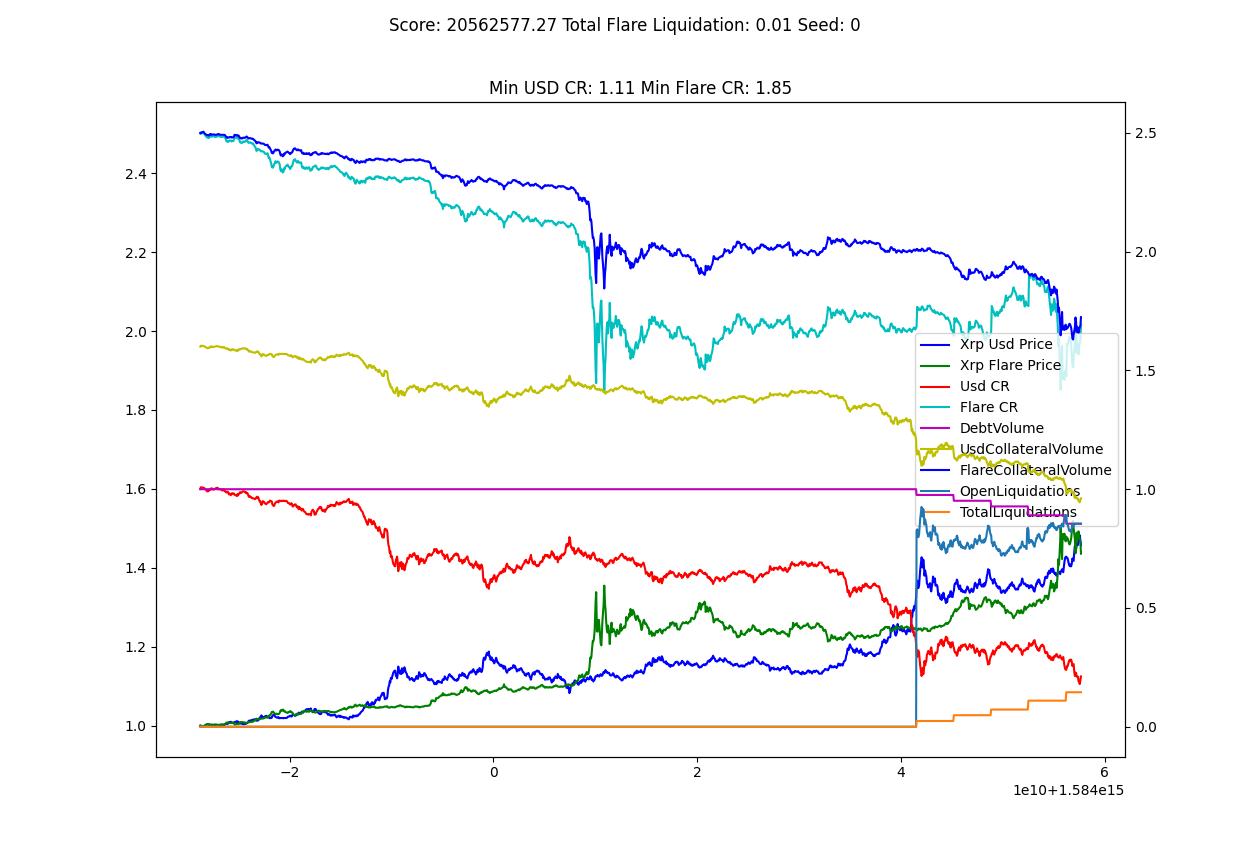 Score: 20562577.27 Total Flare Liquidation: 0.01 Seed: 0
Min USD CR: 1.11 Min Flare CR: 1.85
2.4
2.2
2.0
1.8
1.6
1.4
1.2
1.0
2.5
2.0
1.5
1.0
0.5
0.0
Xrp Usd Price
Xrp Flare Price
Usd CR
Flare CR
DebtVolume
UsdCollateralVolume
FlareCollateralVolume
OpenLiquidations
TotalLiquidations
−2 0 2 4 6
1e10+1.584e15